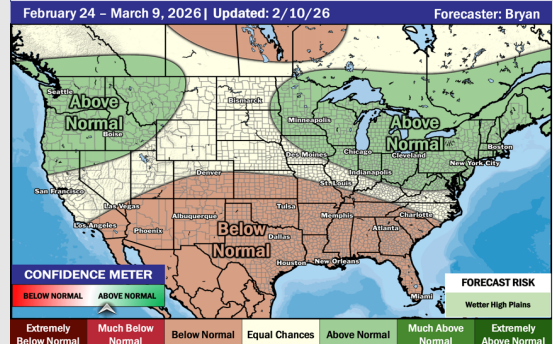 February 24 – March 9, 2026 | Updated: 2/10/26
Forecaster: Bryan
Seattle
Above
Normal
Boise
Bismarck
Minneapolis
Above
Normal
Boston
Chicago
Cleveland
New York City
Des Moines
Indianapolis
San Francisco
Denver
St. Louis
Las Vegas
Los Angeles
Phoenix
Albuquerque
Tulsa
Memphis
Charlotte
Below
Normal
Dallas
Atlanta
Houston
New Orleans
Miami
CONFIDENCE METER
BELOW NORMAL
ABOVE NORMAL
FORECAST RISK
Wetter High Plains
Extremely
Below Normal
Much Below
Normal
Below Normal
Equal Chances
Above Normal
Much Above
Normal
Extremely
Above Normal